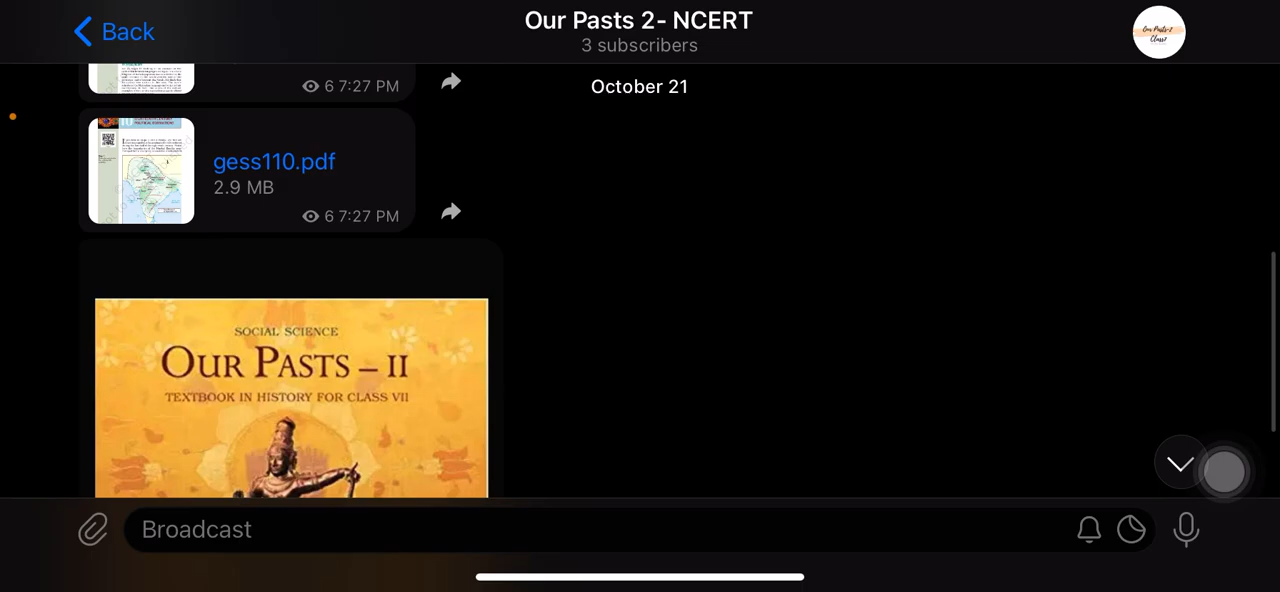 Back
Our Pasts 2- NCERT
3 subscribers
6 7:27 PM
October 21
gess110.pdf
2.9 MB
6 7:27 PM
SOCIAL SCIENCE
OUR PASTS – II
TEXTBOOK IN HISTORY FOR CLASS VII
Broadcast